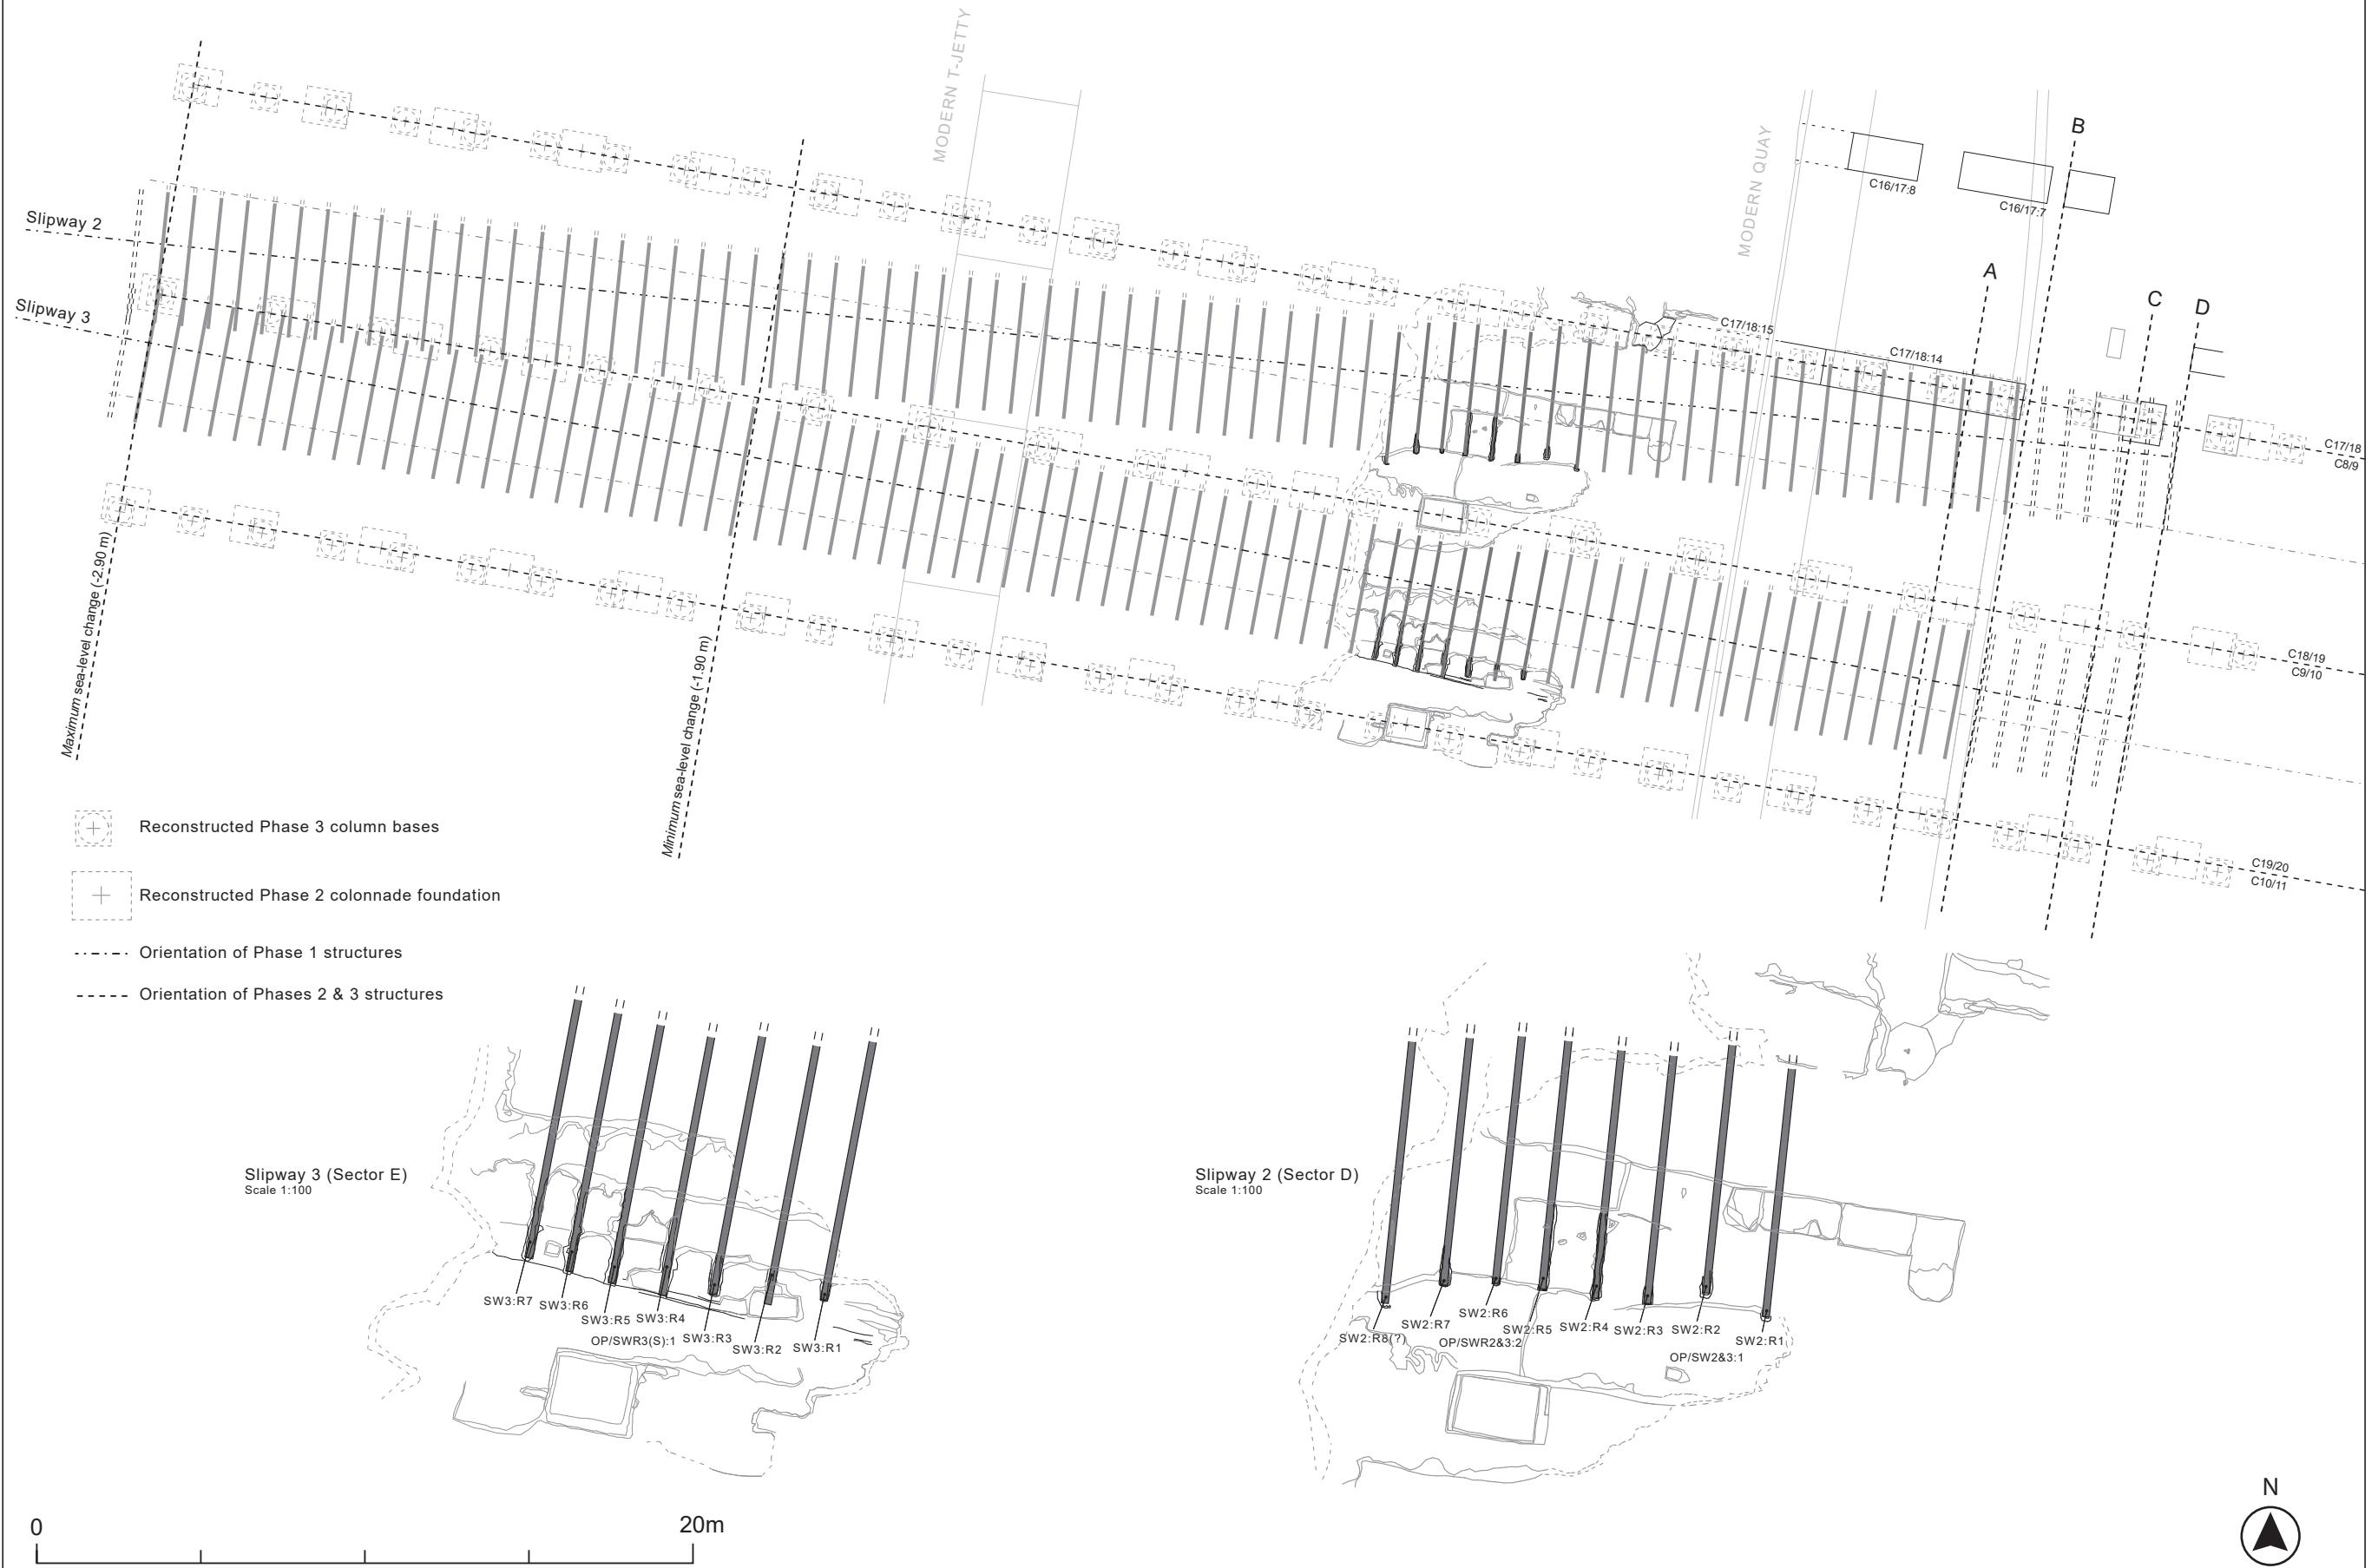 MODERN T-JETTY
MODERN QUAY
B
C16/17:8
C16/17:7
Slipway 2
A
Slipway 3
C
D
C17/18:15
C17/18:14
C17/18
C8/9
Maximum sea-level change (-2.90 m)
Minimum sea-level change (-1.90 m)
C18/19
C9/10
C19/20
C10/11
Reconstructed Phase 3 column bases
Reconstructed Phase 2 colonnade foundation
Orientation of Phase 1 structures
Orientation of Phases 2 & 3 structures
Slipway 3 (Sector E)
Scale 1:100
SW3:R7
SW3:R6
SW3:R5
SW3:R4
SW3:R3
SW3:R2
SW3:R1
OP/SWR3(S):1
Slipway 2 (Sector D)
Scale 1:100
SW2:R8(?)
SW2:R7
SW2:R6
SW2:R5
SW2:R4
SW2:R3
SW2:R2
SW2:R1
OP/SWR2&3:2
OP/SW2&3:1
0
20m
N